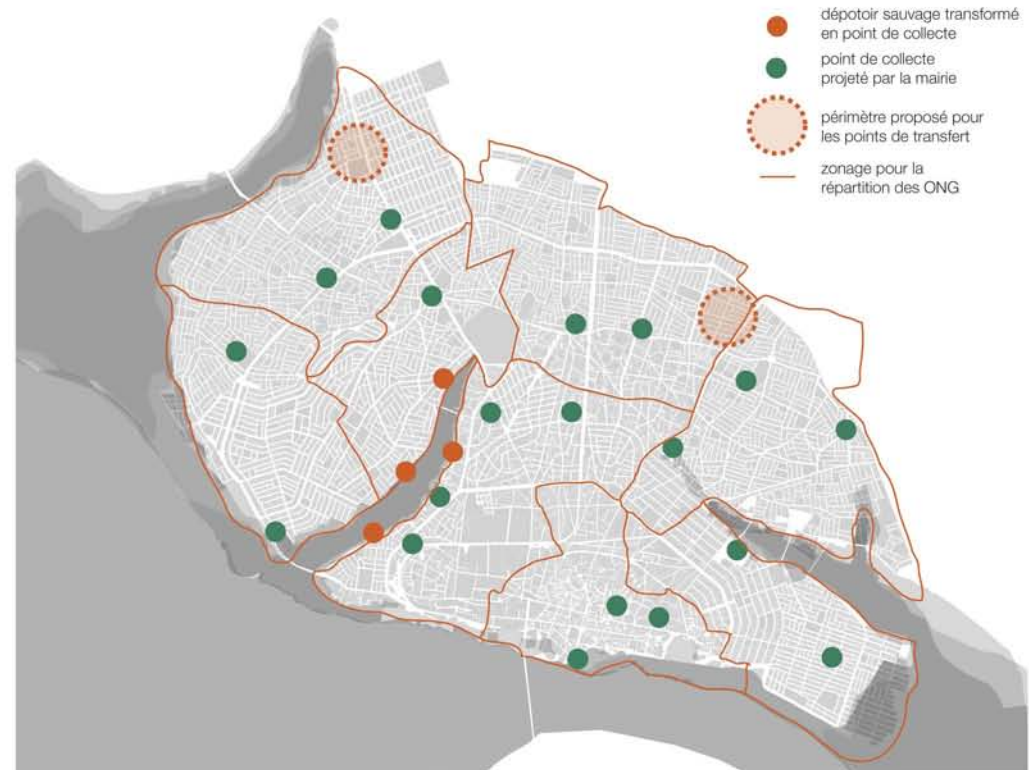 dépotoir sauvage transformé
en point de collecte
point de collecte
projeté par la mairie
périmètre proposé pour
les points de transfert
zonage pour la
répartition des ONG